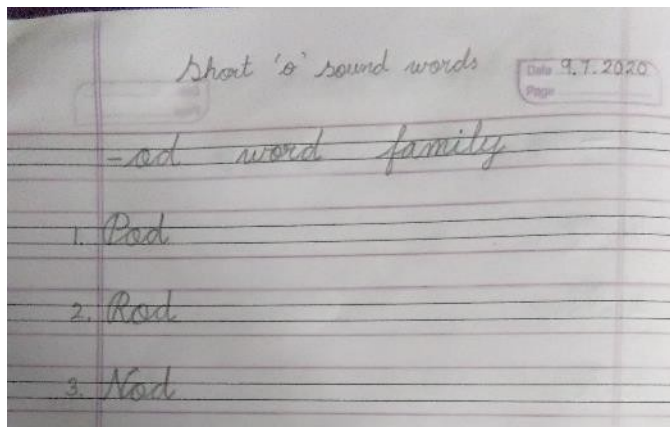 Short 'o' sound words
Date 9.7.2020
Page
-od word family
1. Pod
2. Rod
3. Nod